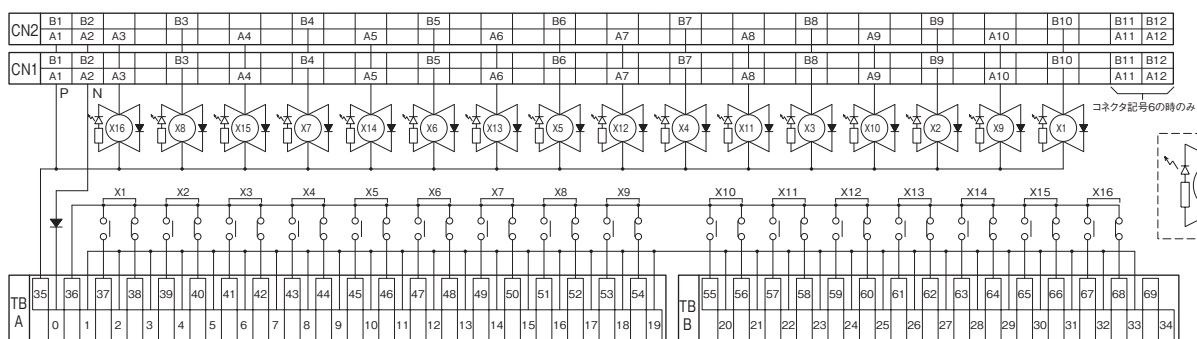 CN2 B1 B2 B3 B4 B5 B6 B7 B8 B9 B10 B11 B12
A1 A2 A3 A4 A5 A6 A7 A8 A9 A10 A11 A12
CN1 B1 B2 B3 B4 B5 B6 B7 B8 B9 B10 B11 B12
A1 A2 A3 A4 A5 A6 A7 A8 A9 A10 A11 A12
P N
コネクタ記号6の時のみ
X16 X8 X15 X7 X14 X6 X13 X5 X12 X4 X11 X3 X10 X2 X9 X1
X1 X2 X3 X4 X5 X6 X7 X8 X9 X10 X11 X12 X13 X14 X15 X16
TB A 35 36 37 38 39 40 41 42 43 44 45 46 47 48 49 50 51 52 53 54
0 1 2 3 4 5 6 7 8 9 10 11 12 13 14 15 16 17 18 19
TB B 55 56 57 58 59 60 61 62 63 64 65 66 67 68 69
20 21 22 23 24 25 26 27 28 29 30 31 32 33 34